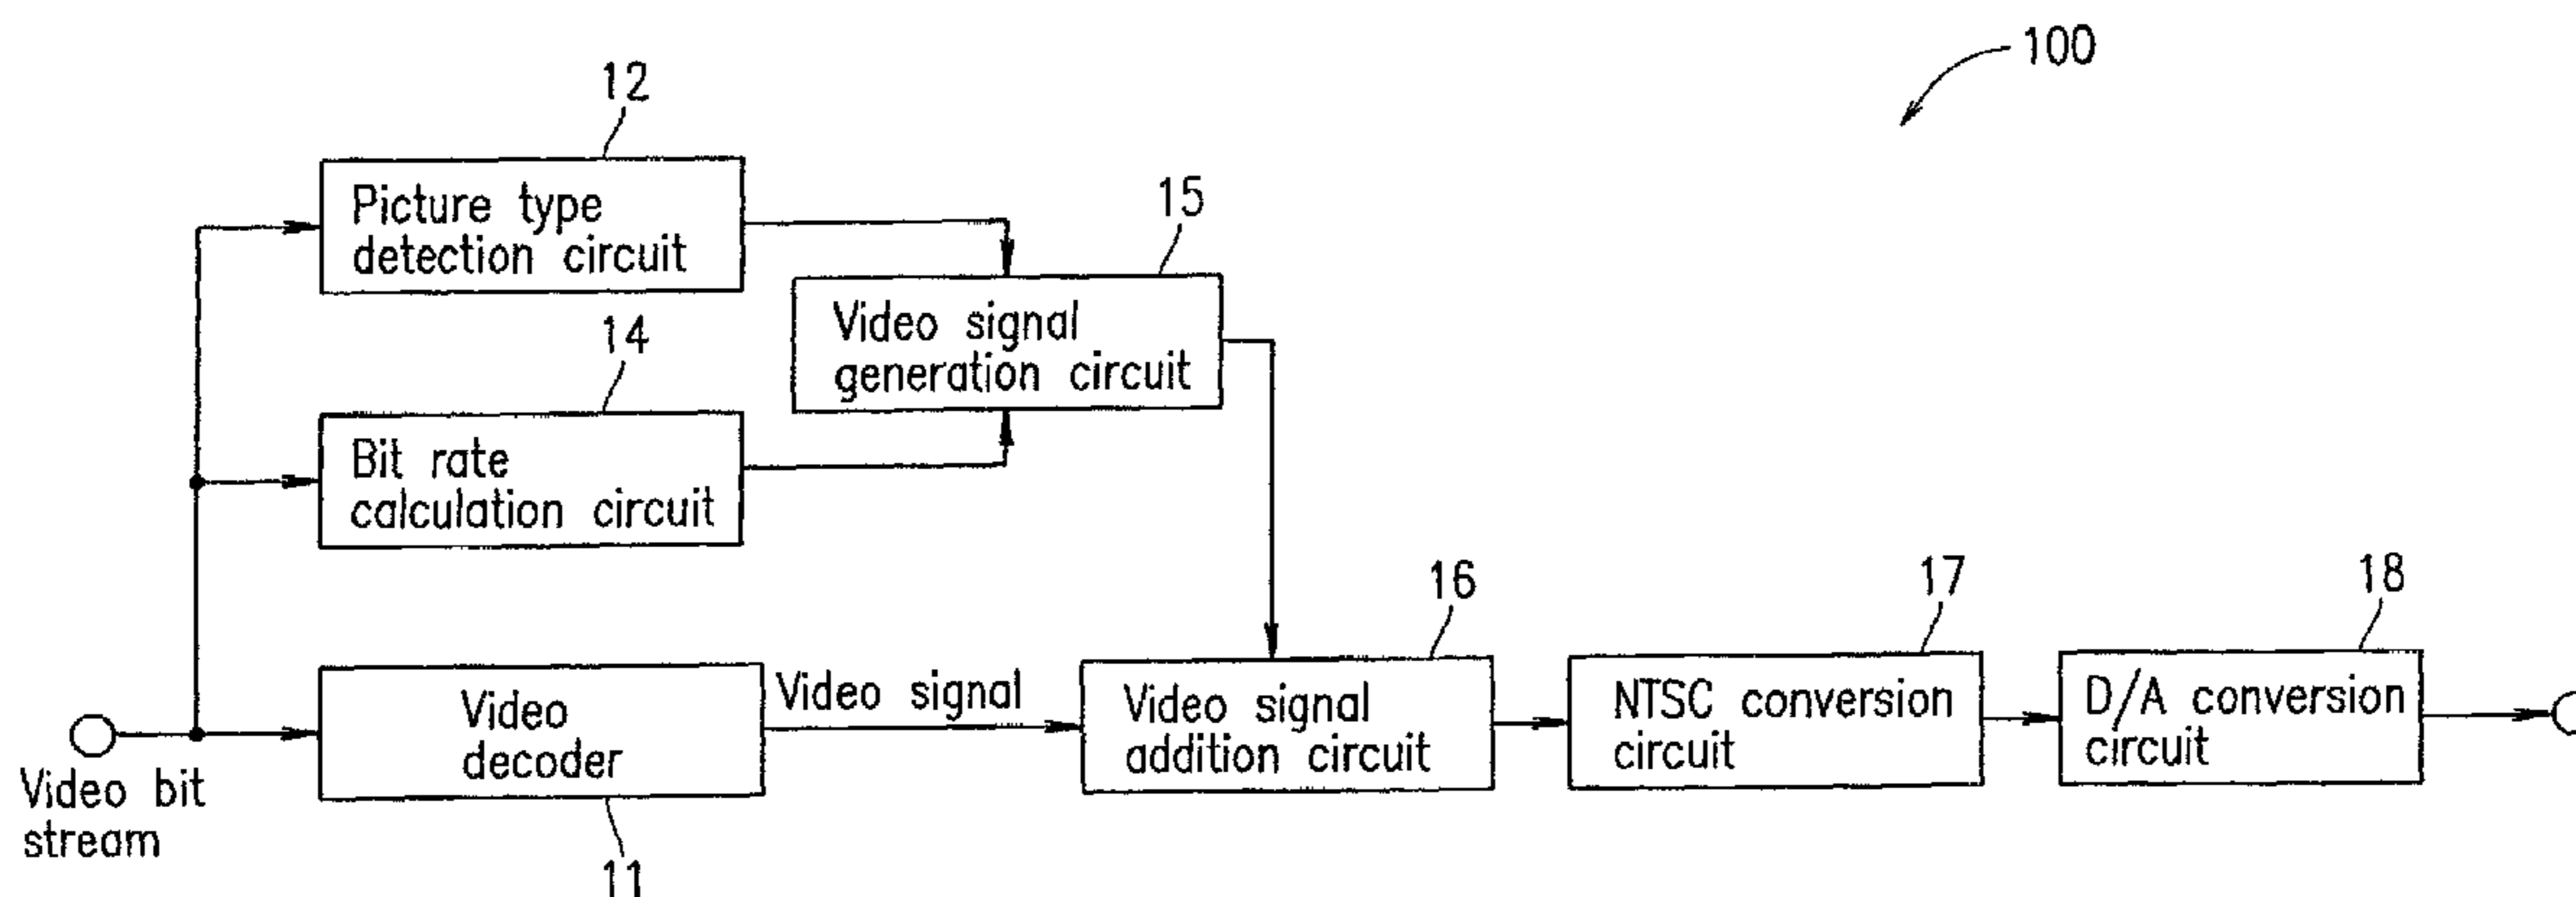 100
12
Picture type
detection circuit
15
Video signal
generation circuit
14
Bit rate
calculation circuit
16
17
18
Video bit
stream
Video
decoder
11
Video signal
Video signal
addition circuit
NTSC conversion
circuit
D/A conversion
circuit